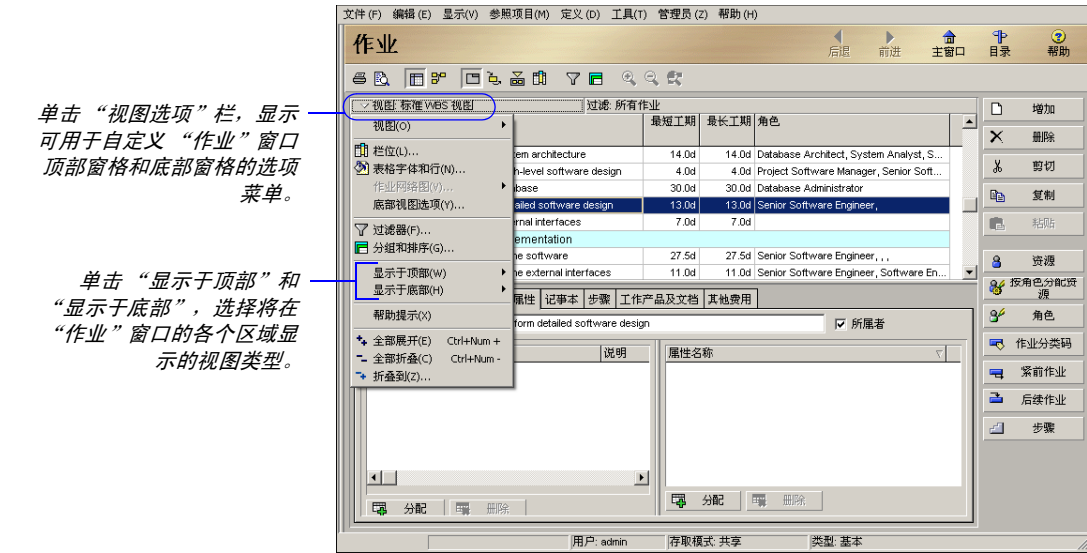 文件(F) 编辑(E) 显示(V) 参照项目(M) 定义(D) 工具(T) 管理员(Z) 帮助(H)
作业
后退 前进 主窗口 目录 帮助
单击 “视图选项”栏，显示
可用于自定义 “作业”窗口
顶部窗格和底部窗格的选项
菜单。
单击 “显示于顶部”和
“显示于底部”，选择将在
“作业”窗口的各个区域显
示的视图类型。
视图: 标准 WBS 视图 过滤: 所有作业
最短工期 最长工期 角色
tem architecture 14.0d 14.0d Database Architect, System Analyst, S...
h-level software design 4.0d 4.0d Project Software Manager, Senior Soft...
base 30.0d 30.0d Database Administrator
ailed software design 13.0d 13.0d Senior Software Engineer,
rnal interfaces 7.0d 7.0d
ementation
he software 27.5d 27.5d Senior Software Engineer, , ,
he external interfaces 11.0d 11.0d Senior Software Engineer, Software En...
视图(O)
栏位(L)...
表格字体和行(N)...
作业网络图(V)...
底部视图选项(Y)...
过滤器(F)...
分组和排序(G)...
显示于顶部(W)
显示于底部(H)
帮助提示(X)
全部展开(E) Ctrl+Num +
全部折叠(C) Ctrl+Num -
折叠到(Z)...
属性 记事本 步骤 工作产品及文档 其他费用
form detailed software design 所属者
说明 属性名称
分配 删除 分配 删除
增加
删除
剪切
复制
粘贴
资源
按角色分配资
源
角色
作业分类码
紧前作业
后续作业
步骤
用户: admin 存取模式: 共享 类型: 基本